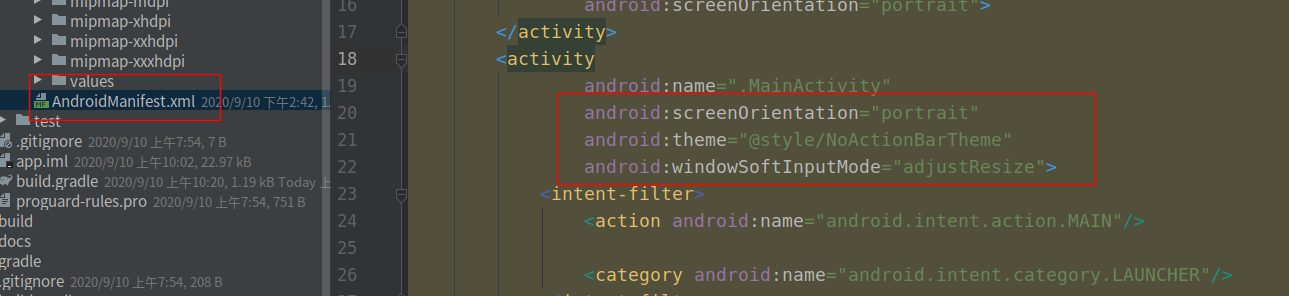 mipmap-mdpi
mipmap-xhdpi
mipmap-xxhdpi
mipmap-xxxhdpi
values
AndroidManifest.xml 2020/9/10 下午2:42, 1.
test
.gitignore 2020/9/10 上午7:54, 7 B
app.iml 2020/9/10 上午10:02, 22.97 kB
build.gradle 2020/9/10 上午10:20, 1.19 kB Today 上
proguard-rules.pro 2020/9/10 上午7:54, 751 B
build
docs
gradle
.gitignore 2020/9/10 上午7:54, 208 B
16 android:screenOrientation="portrait">
17 </activity>
18 <activity
19 android:name=".MainActivity"
20 android:screenOrientation="portrait"
21 android:theme="@style/NoActionBarTheme"
22 android:windowSoftInputMode="adjustResize">
23 <intent-filter>
24 <action android:name="android.intent.action.MAIN"/>
25
26 <category android:name="android.intent.category.LAUNCHER"/>